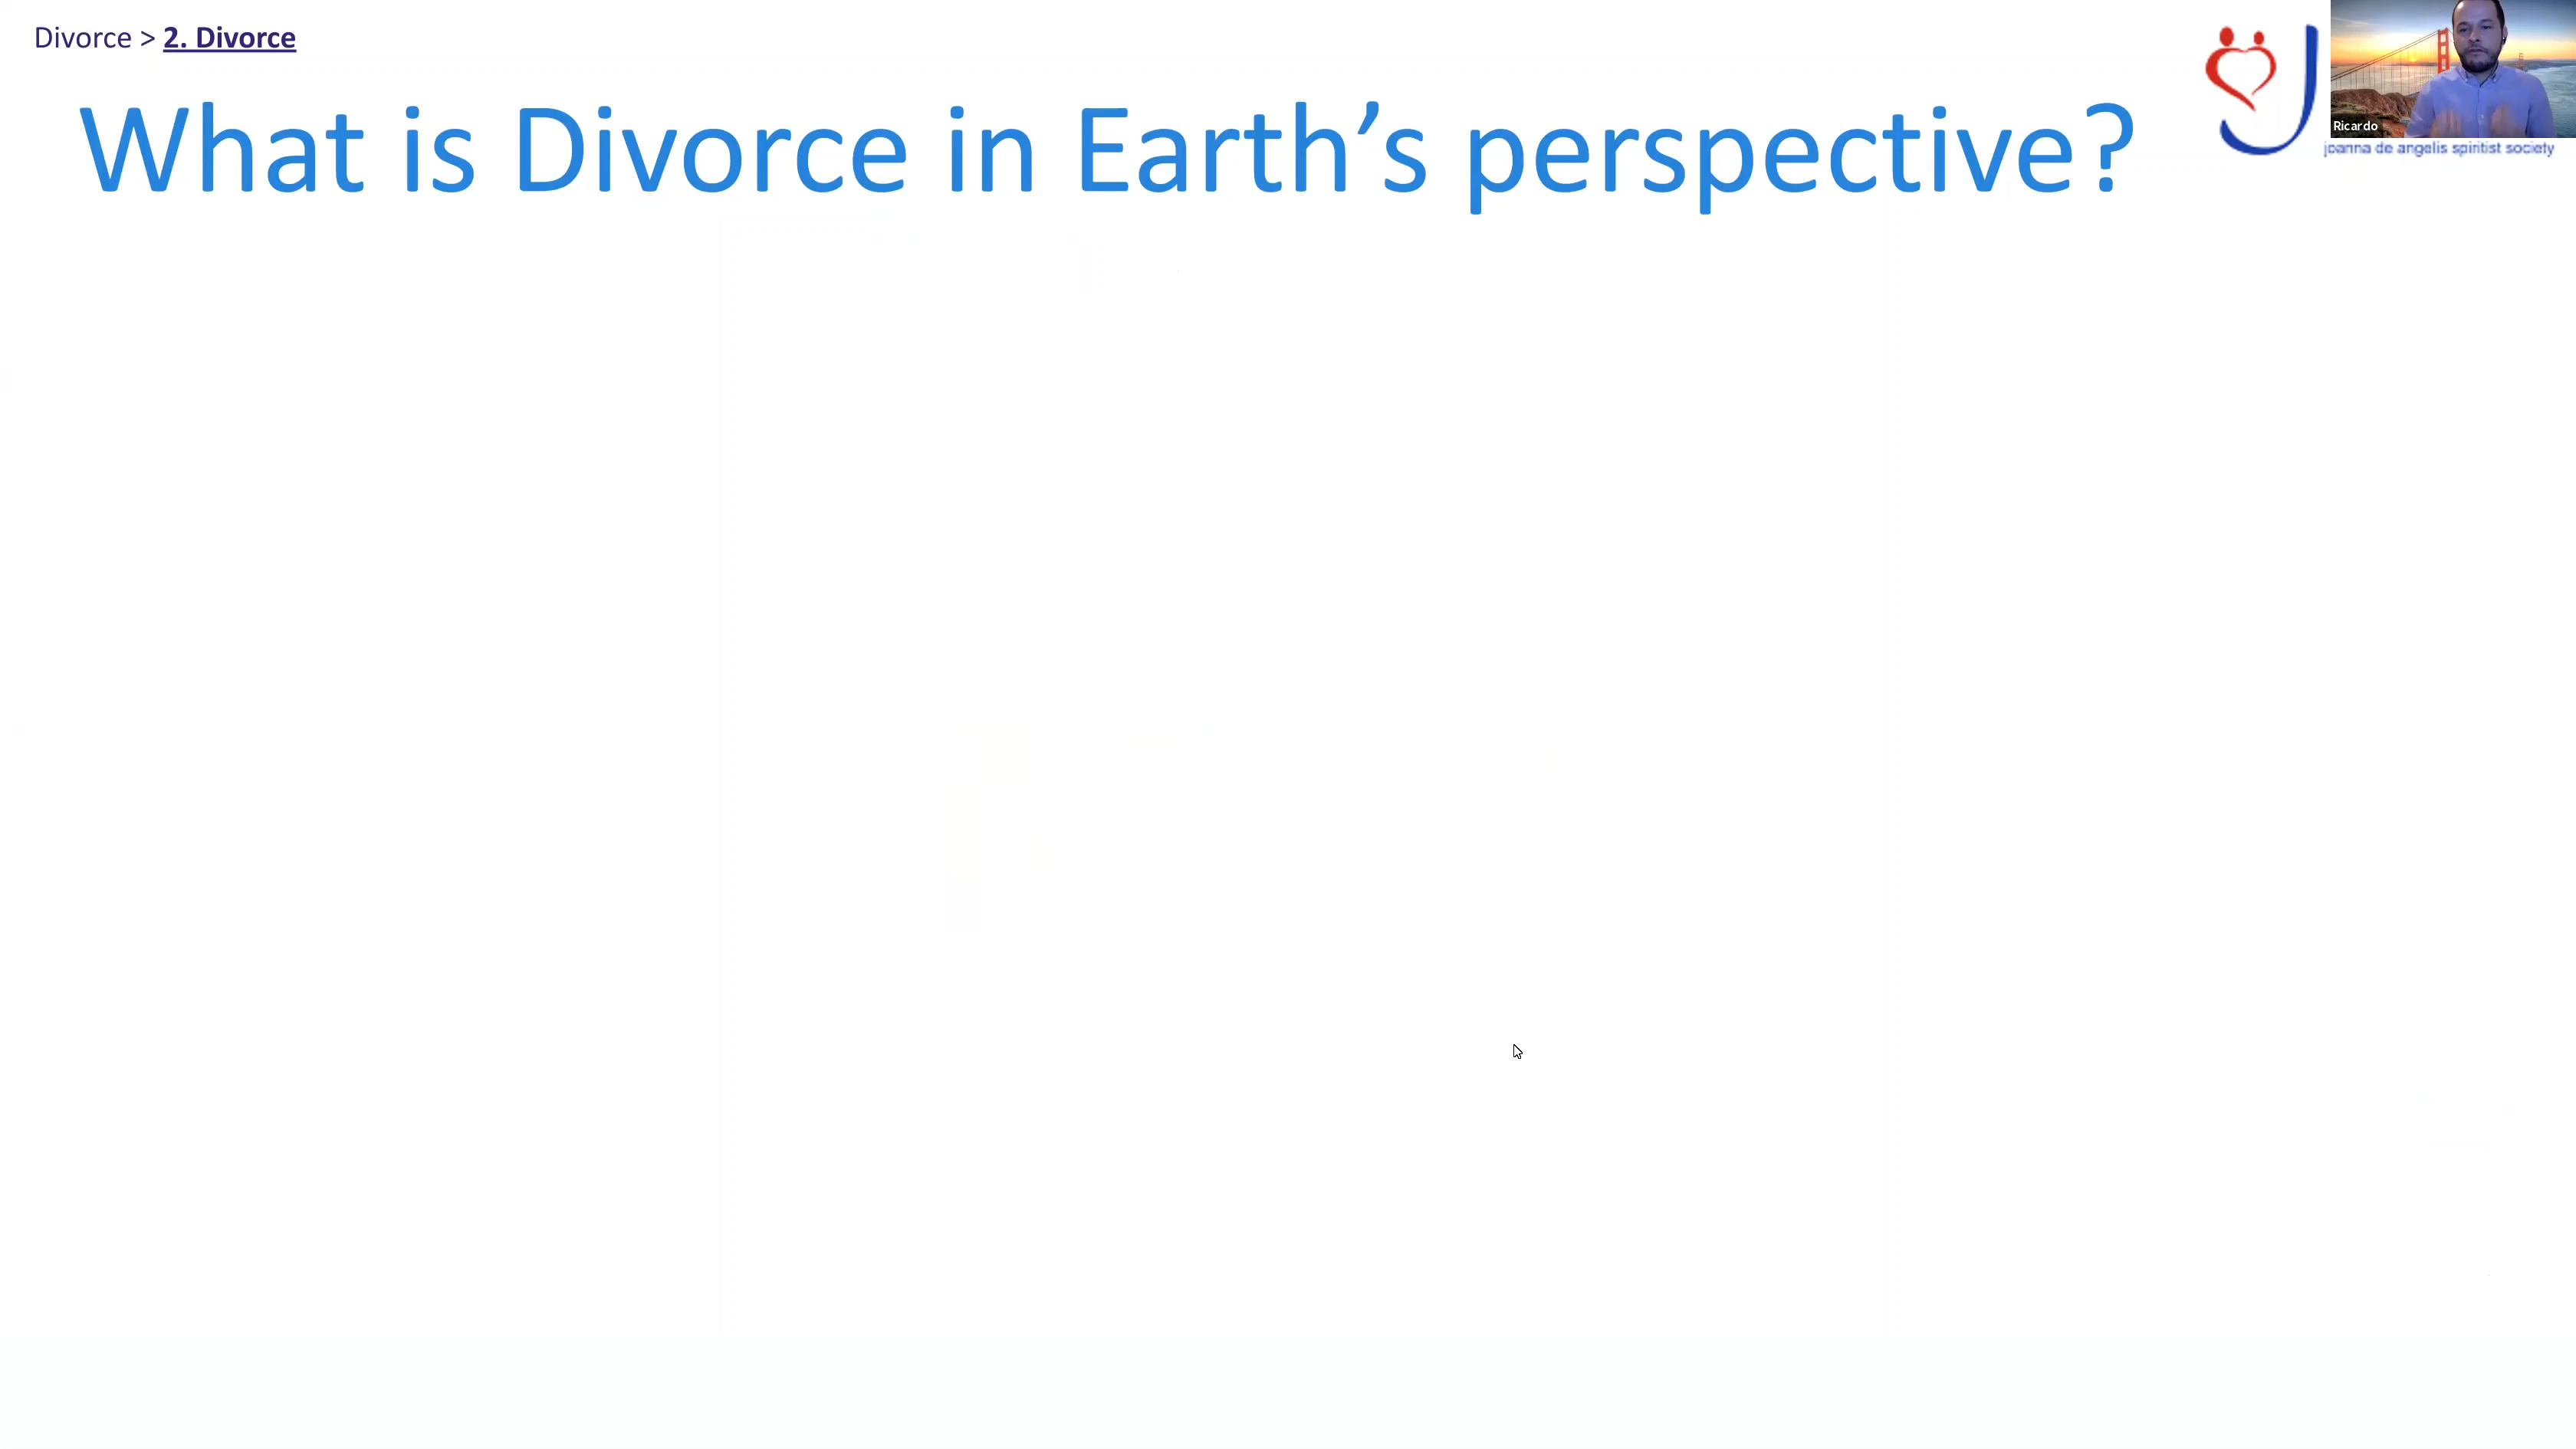 Divorce > 2. Divorce
What is Divorce in Earth’s perspective?
Ricardo
joanna de angelis spiritist society